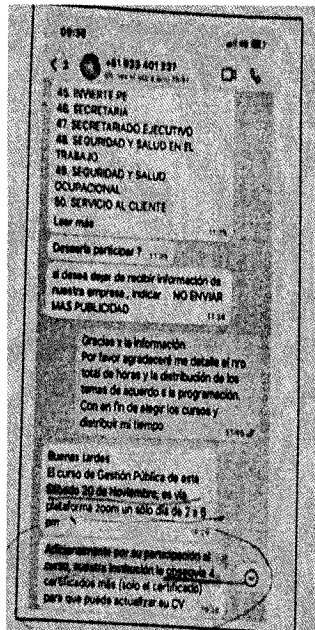 09:38
45. INVIERTE PE
46. SECRETARIA
47. SECRETARIADO EJECUTIVO
48. SEGURIDAD Y SALUD EN EL
TRABAJO
49. SEGURIDAD Y SALUD
OCUPACIONAL
50. SERVICIO AL CLIENTE
Leer más
Desearía participar ?
si desea dejar de recibir información de
nuestra empresa, indicar NO ENVIAR
MAS PUBLICIDAD
Gracias x la información
Por favor agradeceré me detalle el nro
total de horas y la distribución de los
temas de acuerdo a la programación.
Con en fin de elegir los cursos y
distribuir mi tiempo
Buenas tardes
El curso de Gestión Pública de este
Sábado 20 de Noviembre, es vía
plataforma zoom un sólo día de 2 a 6
pm
Adicionalmente por su participación al
curso, nuestra institución le obsequia 4
certificados más (solo el certificado)
para que pueda actualizar su CV